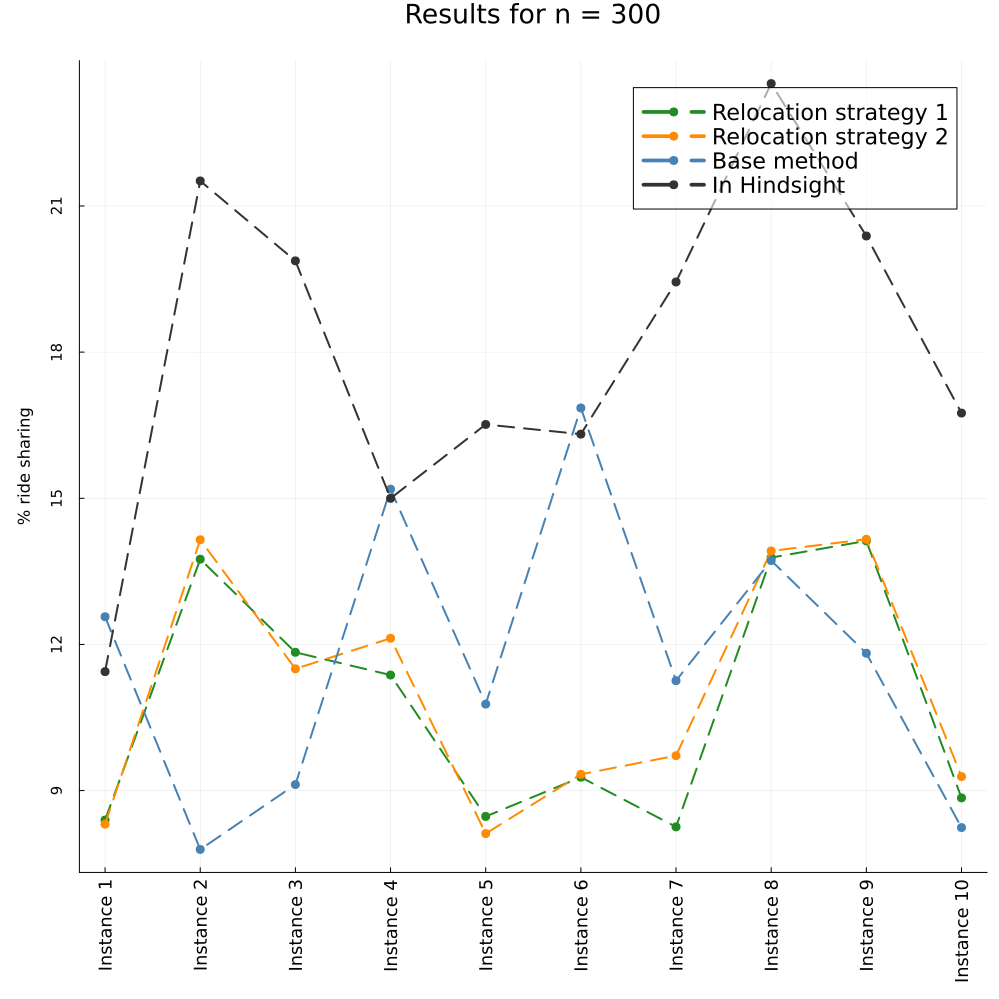 Results for n = 300
Relocation strategy 1
Relocation strategy 2
Base method
In Hindsight
% ride sharing
21
18
15
12
9
Instance 1
Instance 2
Instance 3
Instance 4
Instance 5
Instance 6
Instance 7
Instance 8
Instance 9
Instance 10